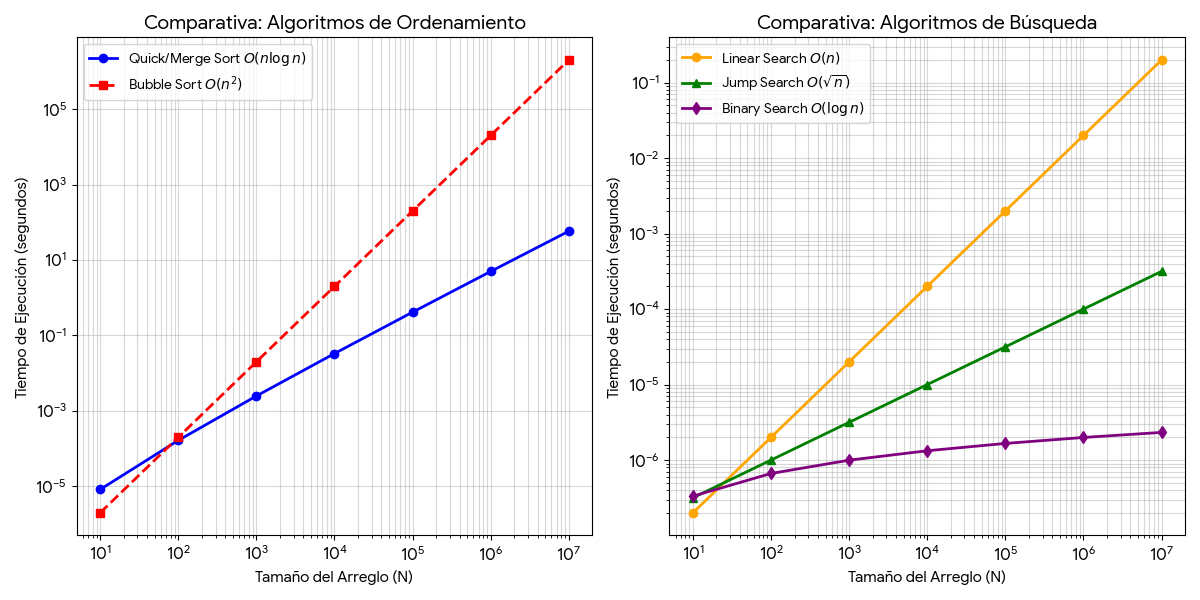 Comparativa: Algoritmos de Ordenamiento
Quick/Merge Sort O(n log n)
Bubble Sort O(n²)
Tiempo de Ejecución (segundos)
10⁵
10³
10¹
10⁻¹
10⁻³
10⁻⁵
10¹ 10² 10³ 10⁴ 10⁵ 10⁶ 10⁷
Tamaño del Arreglo (N)
Comparativa: Algoritmos de Búsqueda
Linear Search O(n)
Jump Search O(√n)
Binary Search O(log n)
Tiempo de Ejecución (segundos)
10⁻¹
10⁻²
10⁻³
10⁻⁴
10⁻⁵
10⁻⁶
10¹ 10² 10³ 10⁴ 10⁵ 10⁶ 10⁷
Tamaño del Arreglo (N)